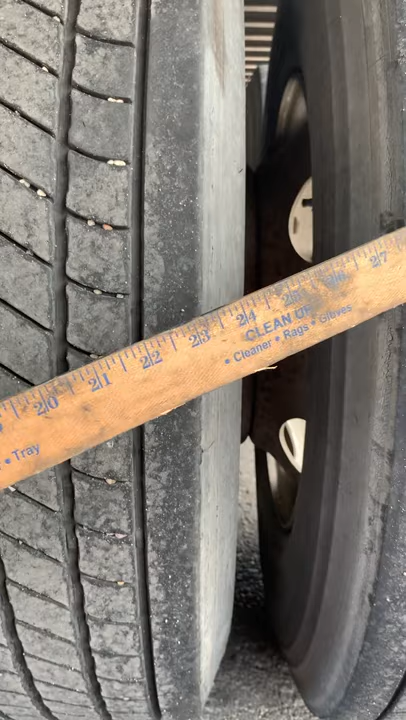 20 21 22 23 24 25 26 27
CLEAN UP
• Cleaner • Rags • Gloves
• Tray